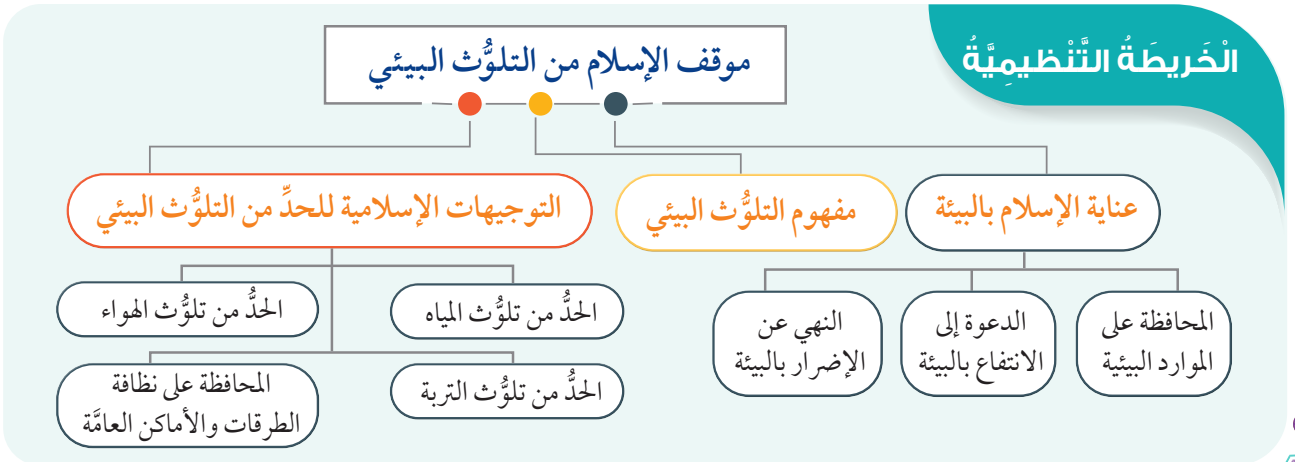 الْخَريطَةُ التَّنْظيمِيَّةُ
موقف الإسلام من التلوُّث البيئي
عناية الإسلام بالبيئة
مفهوم التلوُّث البيئي
التوجيهات الإسلامية للحدِّ من التلوُّث البيئي
المحافظة على
الموارد البيئية
الدعوة إلى
الانتفاع بالبيئة
النهي عن
الإضرار بالبيئة
الحدُّ من تلوُّث المياه
الحدُّ من تلوُّث الهواء
الحدُّ من تلوُّث التربة
المحافظة على نظافة
الطرقات والأماكن العامَّة